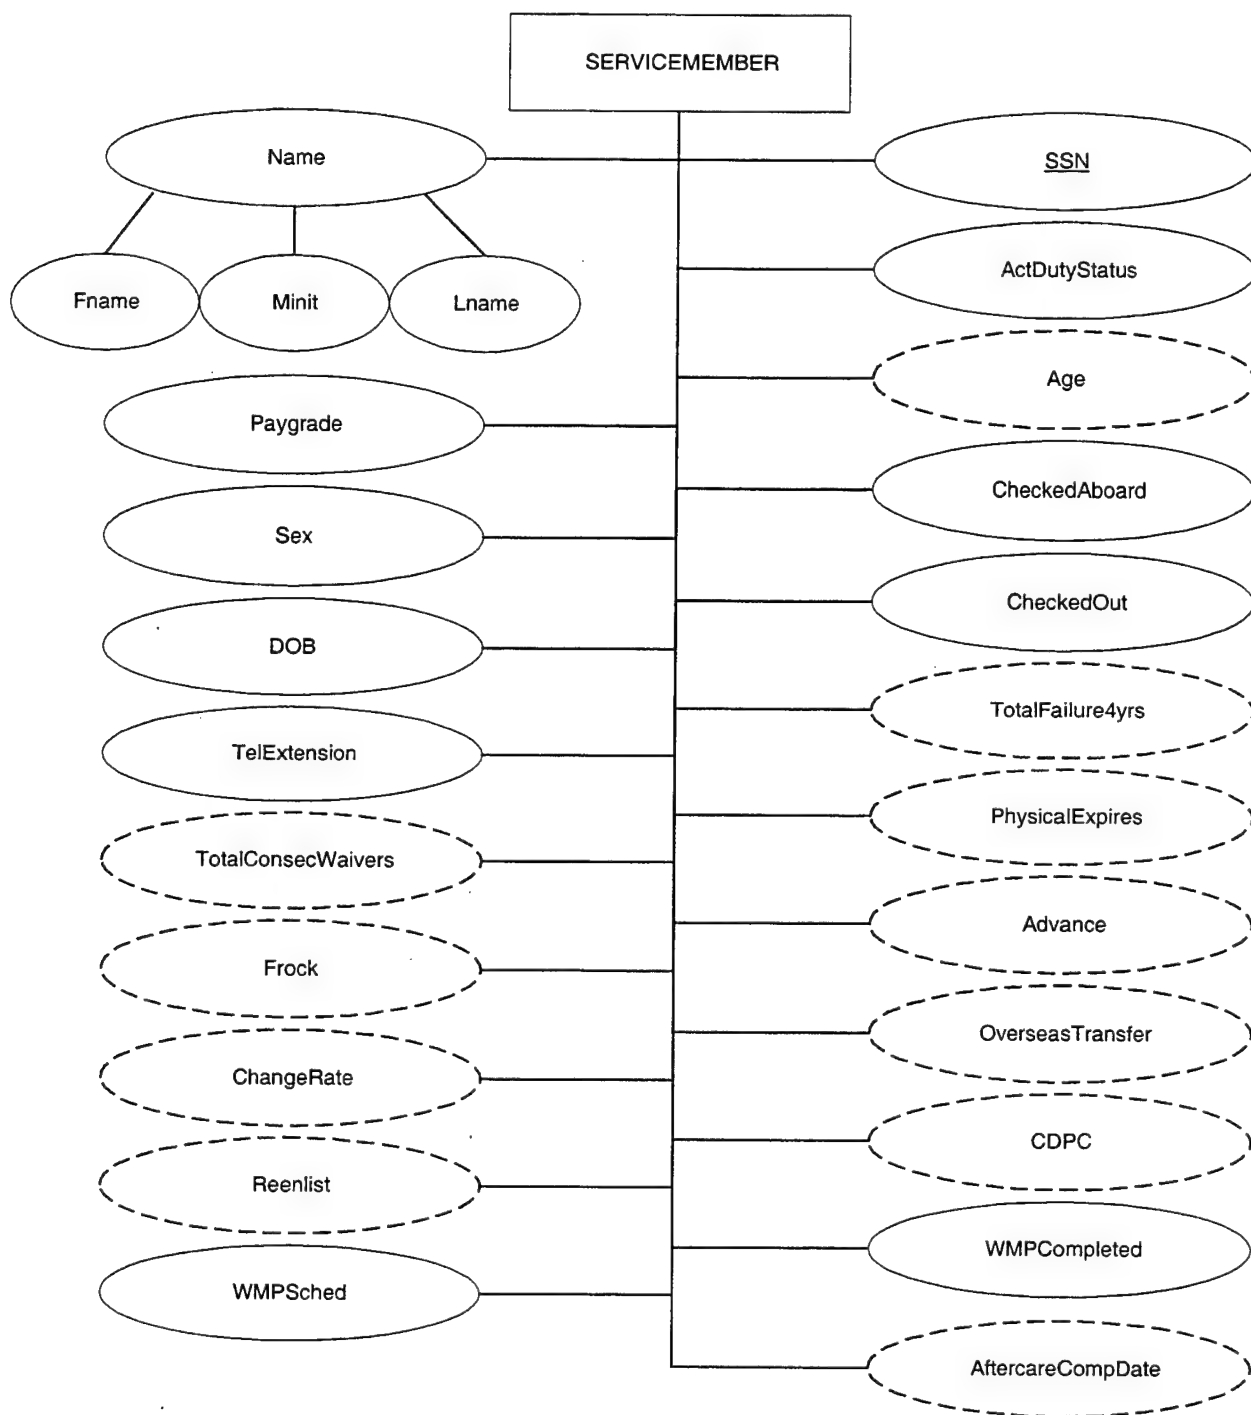 SERVICEMEMBER
Name
SSN
Fname
Minit
Lname
ActDutyStatus
Age
Paygrade
CheckedAboard
Sex
CheckedOut
DOB
TotalFailure4yrs
TelExtension
PhysicalExpires
TotalConsecWaivers
Advance
Frock
OverseasTransfer
ChangeRate
CDPC
Reenlist
WMPCompleted
WMPSched
AftercareCompDate